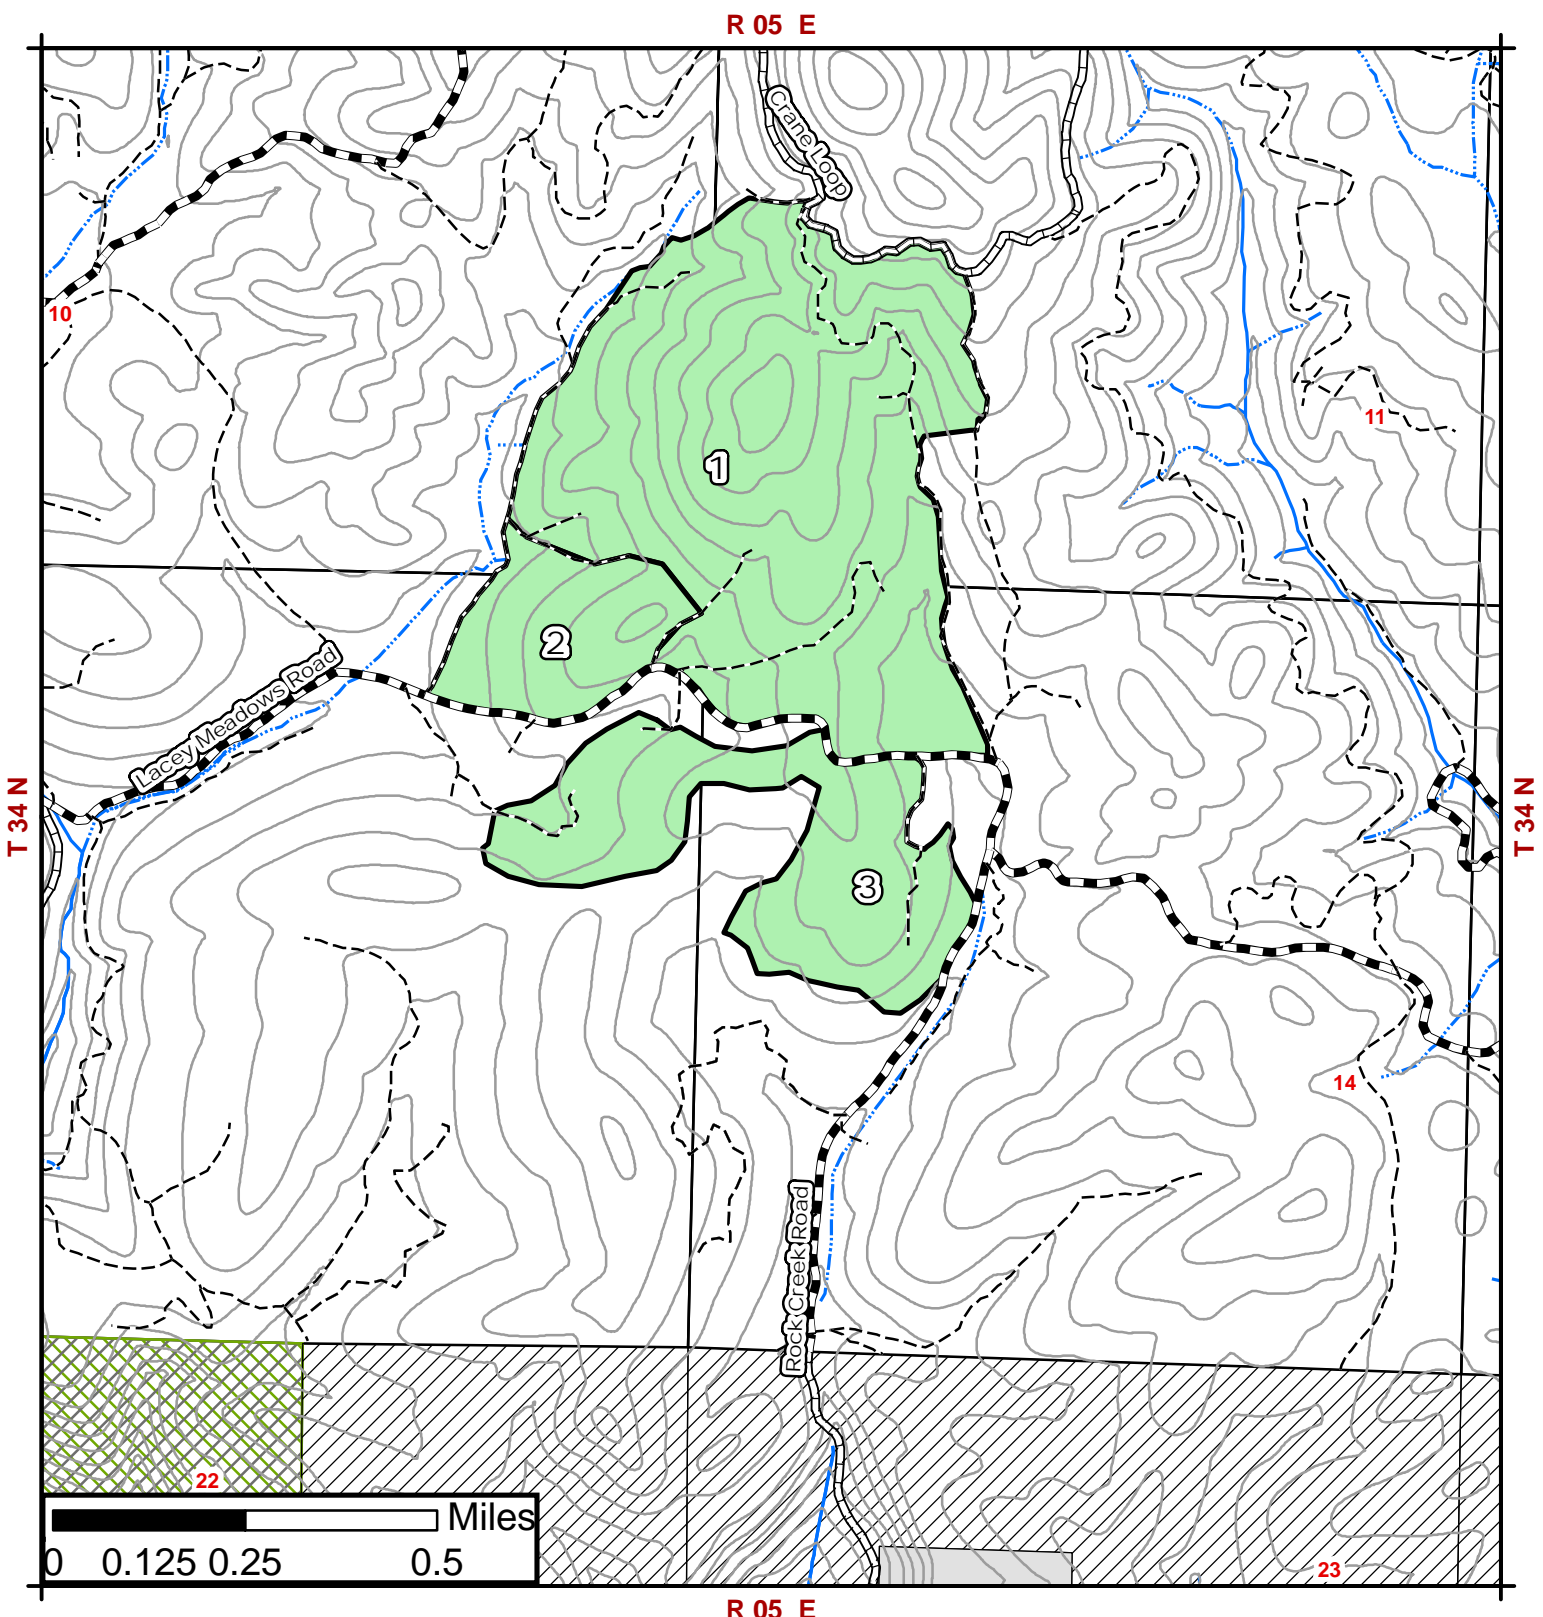 R 05 E
Crane Loop
10
11
1
2
Lacey Meadows Road
T 34 N
T 34 N
3
14
Rock Creek Road
22
Miles
0 0.125 0.25 0.5
23
R 05 E